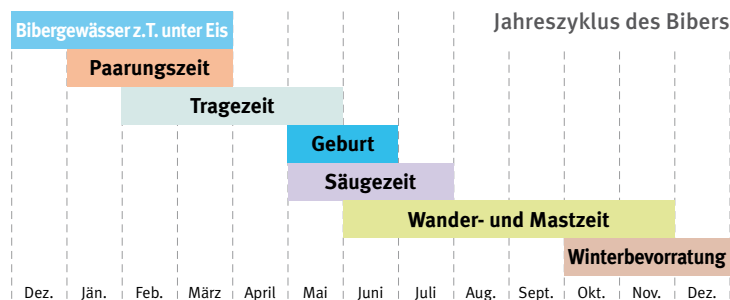 Jahreszyklus des Bibers
Bibergewässer z.T. unter Eis
Paarungszeit
Tragezeit
Geburt
Säugezeit
Wander- und Mastzeit
Winterbevorratung
Dez. Jän. Feb. März April Mai Juni Juli Aug. Sept. Okt. Nov. Dez.